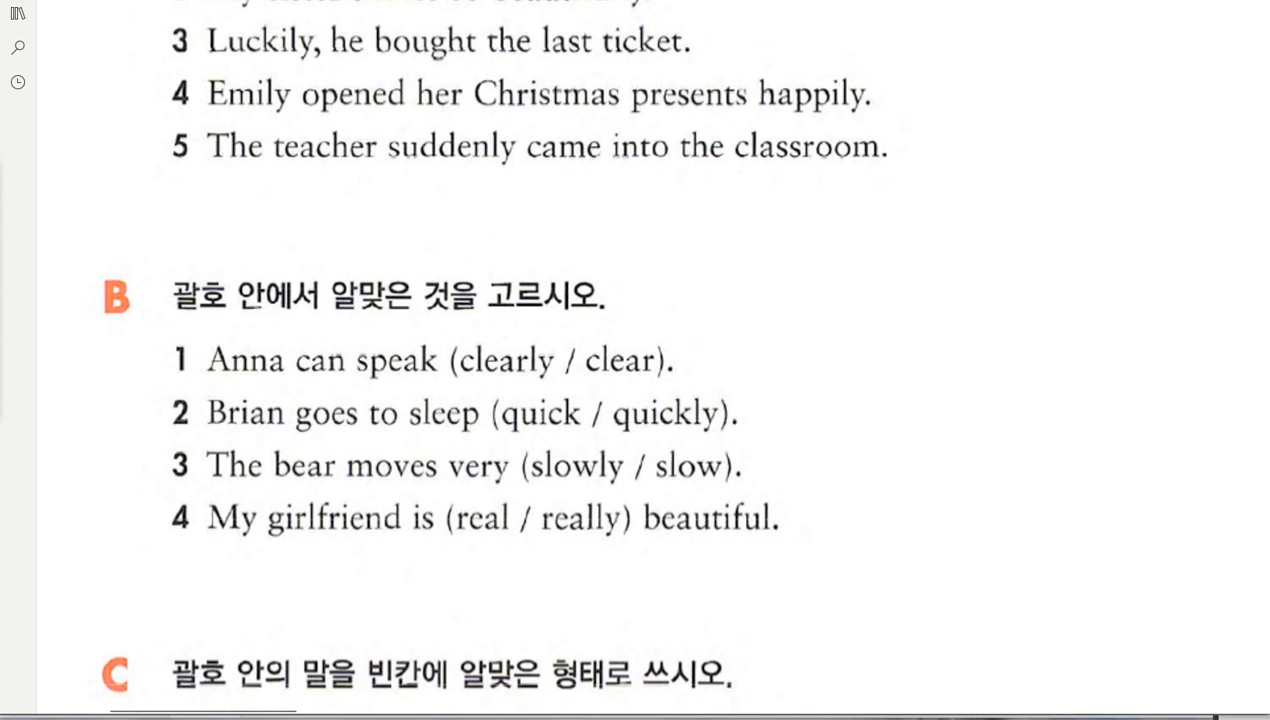 3 Luckily, he bought the last ticket.
4 Emily opened her Christmas presents happily.
5 The teacher suddenly came into the classroom.
B 괄호 안에서 알맞은 것을 고르시오.
1 Anna can speak (clearly / clear).
2 Brian goes to sleep (quick / quickly).
3 The bear moves very (slowly / slow).
4 My girlfriend is (real / really) beautiful.
C 괄호 안의 말을 빈칸에 알맞은 형태로 쓰시오.